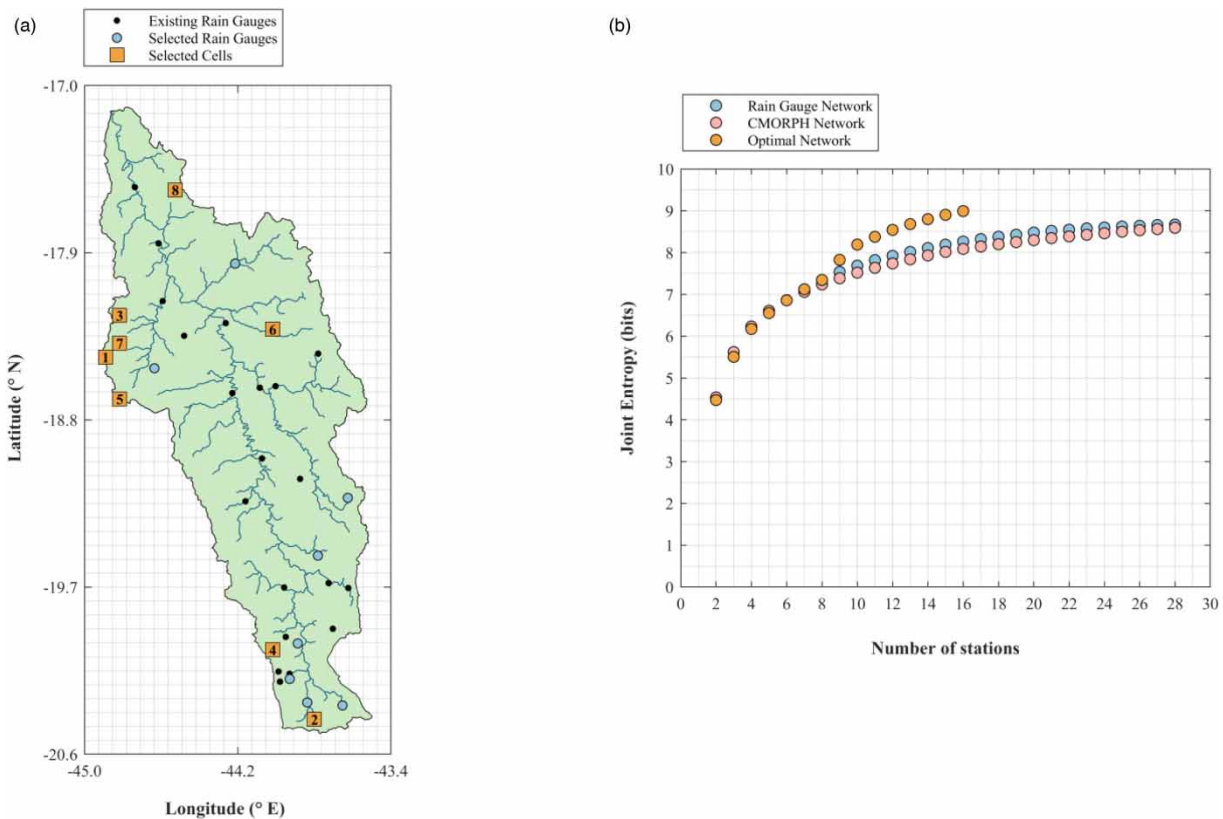 (a)
Existing Rain Gauges
Selected Rain Gauges
Selected Cells
-17.0
-17.9
-18.8
-19.7
-20.6
Latitude (° N)
8
3
6
7
1
5
4
2
-45.0
-44.2
-43.4
Longitude (° E)
(b)
Rain Gauge Network
CMORPH Network
Optimal Network
10
9
8
7
6
5
4
3
2
1
0
Joint Entropy (bits)
0 2 4 6 8 10 12 14 16 18 20 22 24 26 28 30
Number of stations